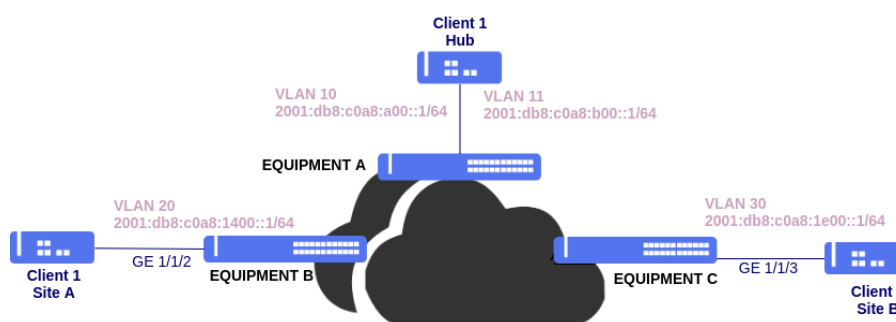 Client 1
Hub
VLAN 10
2001:db8:c0a8:a00::1/64
VLAN 11
2001:db8:c0a8:b00::1/64
EQUIPMENT A
VLAN 20
2001:db8:c0a8:1400::1/64
VLAN 30
2001:db8:c0a8:1e00::1/64
GE 1/1/2
EQUIPMENT B
EQUIPMENT C
GE 1/1/3
Client 1
Site A
Client
Site B